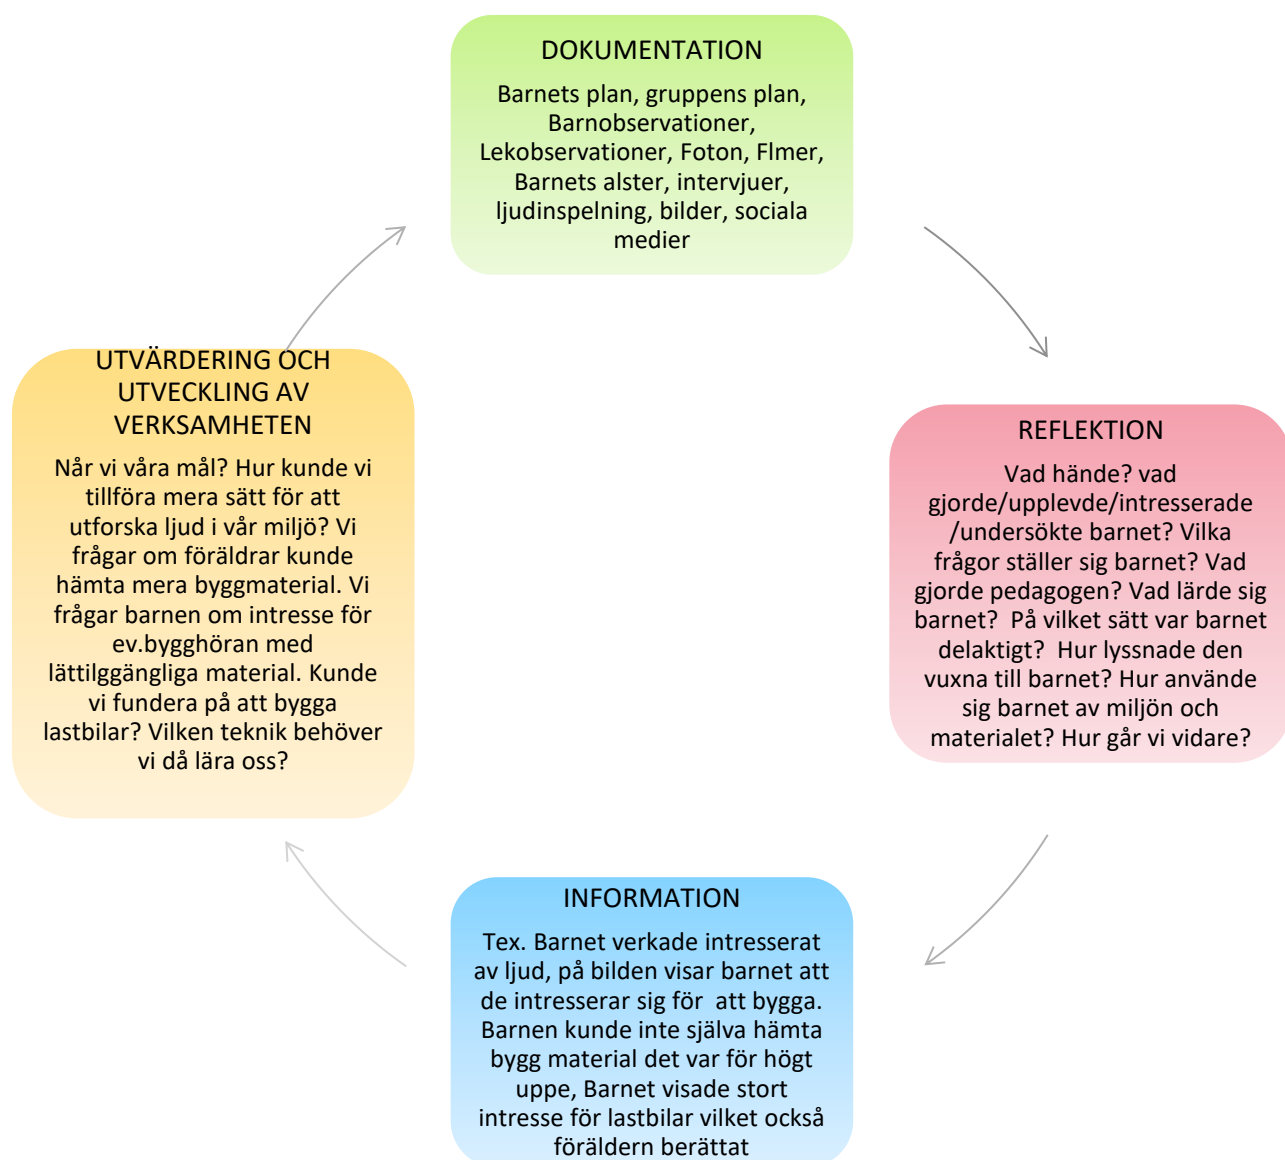 DOKUMENTATION
Barnets plan, gruppens plan,
Barnobservationer,
Lekobservationer, Foton, Flmer,
Barnets alster, intervjuer,
ljudinspelning, bilder, sociala
medier
REFLEKTION
Vad hände? vad
gjorde/upplevde/intresserade
/undersökte barnet? Vilka
frågor ställer sig barnet? Vad
gjorde pedagogen? Vad lärde sig
barnet?  På vilket sätt var barnet
delaktigt?  Hur lyssnade den
vuxna till barnet? Hur använde
sig barnet av miljön och
materialet? Hur går vi vidare?
INFORMATION
Tex. Barnet verkade intresserat
av ljud, på bilden visar barnet att
de intresserar sig för  att bygga.
Barnen kunde inte själva hämta
bygg material det var för högt
uppe, Barnet visade stort
intresse för lastbilar vilket också
föräldern berättat
UTVÄRDERING OCH
UTVECKLING AV
VERKSAMHETEN
Når vi våra mål? Hur kunde vi
tillföra mera sätt för att
utforska ljud i vår miljö? Vi
frågar om föräldrar kunde
hämta mera byggmaterial. Vi
frågar barnen om intresse för
ev.bygghöran med
lättilggängliga material. Kunde
vi fundera på att bygga
lastbilar? Vilken teknik behöver
vi då lära oss?